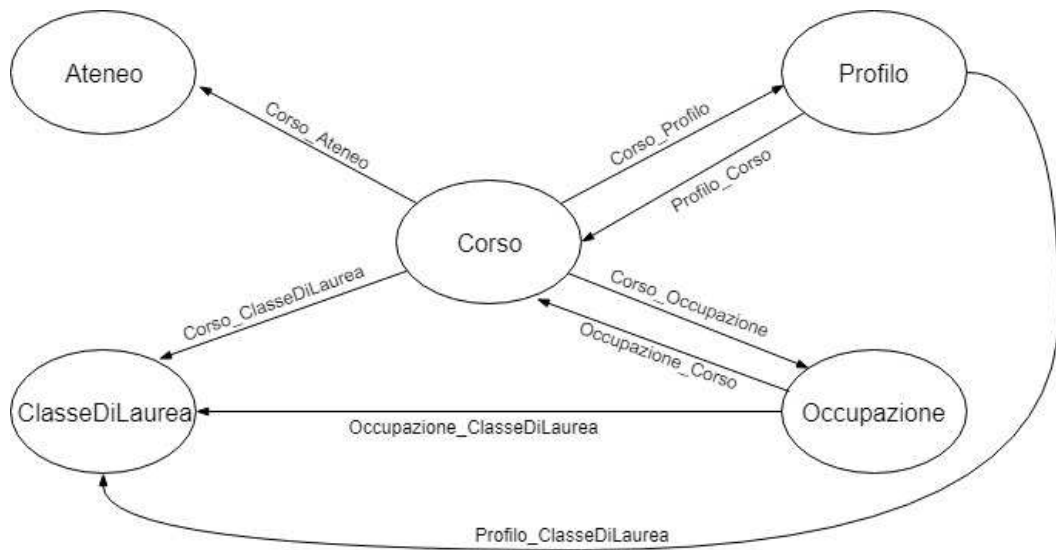 Ateneo
Profilo
Corso_Ateneo
Corso_Profilo
Profilo_Corso
Corso
Corso_ClasseDiLaurea
Corso_Occupazione
Occupazione_Corso
ClasseDiLaurea
Occupazione
Occupazione_ClasseDiLaurea
Profilo_ClasseDiLaurea